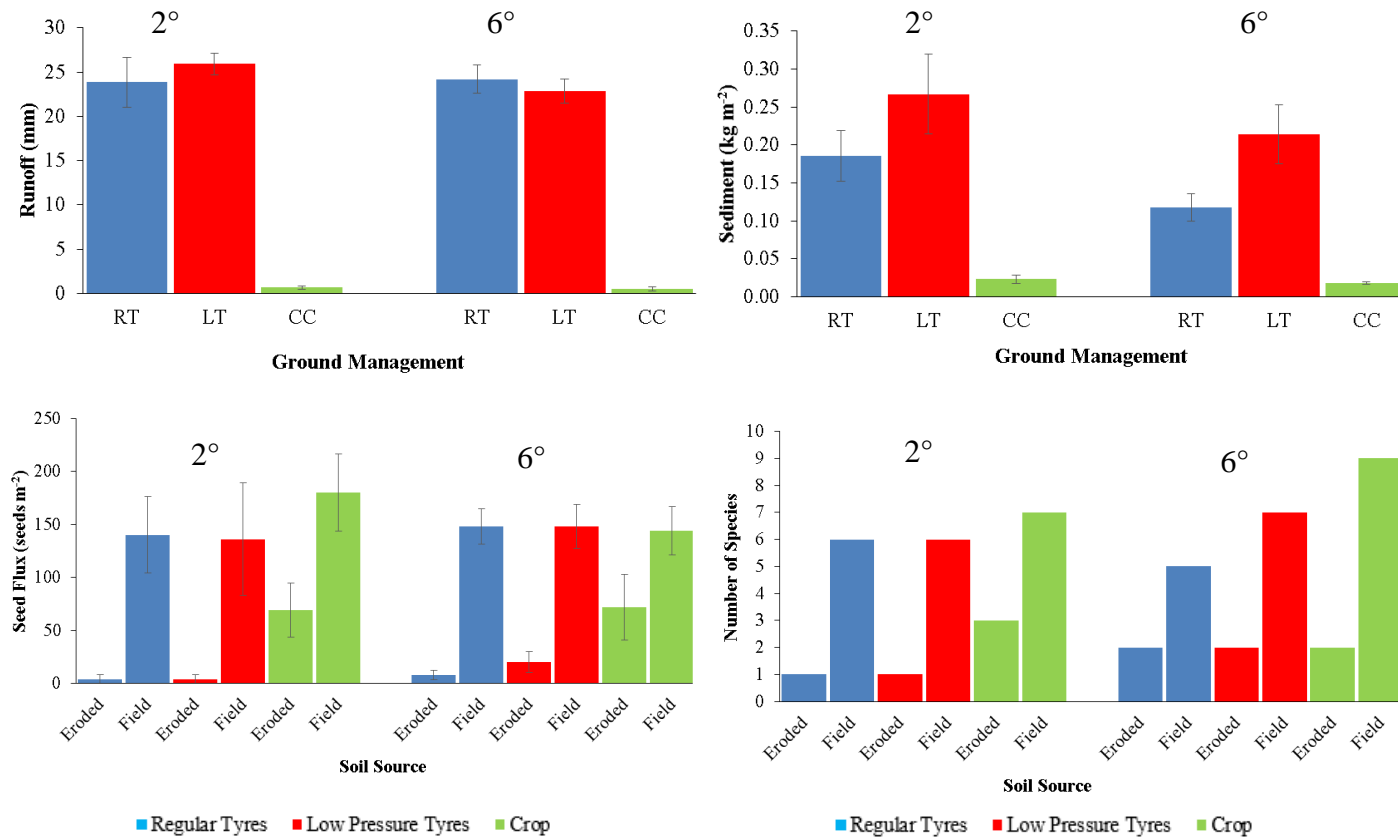 2°
6°
30
25
20
15
10
5
0
Runoff (mm)
RT
LT
CC
RT
LT
CC
Ground Management
2°
6°
0.35
0.30
0.25
0.20
0.15
0.10
0.05
0.00
Sediment (kg m⁻²)
RT
LT
CC
RT
LT
CC
Ground Management
2°
6°
250
200
150
100
50
0
Seed Flux (seeds m⁻²)
Eroded
Field
Eroded
Field
Eroded
Field
Eroded
Field
Eroded
Field
Eroded
Field
Soil Source
2°
6°
10
9
8
7
6
5
4
3
2
1
0
Number of Species
Eroded
Field
Eroded
Field
Eroded
Field
Eroded
Field
Eroded
Field
Eroded
Field
Soil Source
Regular Tyres
Low Pressure Tyres
Crop
Regular Tyres
Low Pressure Tyres
Crop